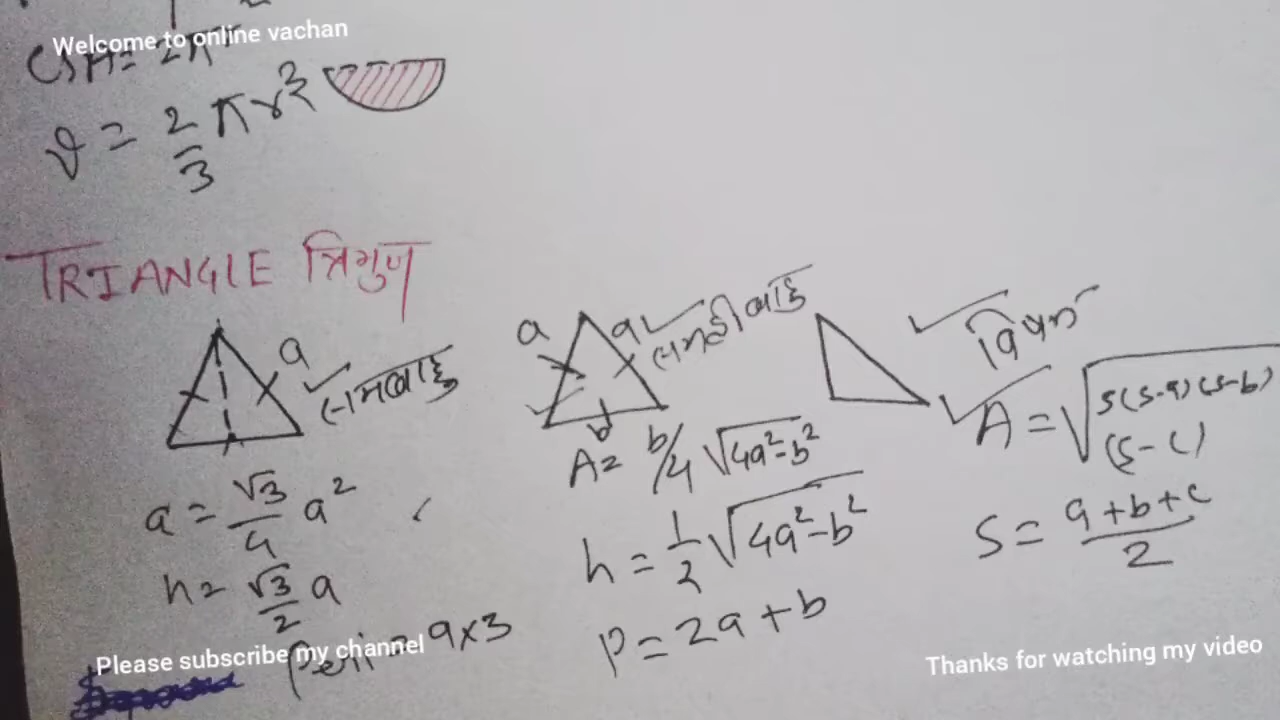 Welcome to online vachan
CSA = 2πr²
v = 2/3 πr³
TRIANGLE त्रिगुण
a
समबाहु
a = √3/4 a²
h = √3/2 a
Peri = a×3
a a समद्वीबाहु
b
A = b/4 √4a²-b²
h = 1/2 √4a²-b²
P = 2a+b
विषम
A = √s(s-a)(s-b)
(s-c)
S = a+b+c/2
Please subscribe my channel
Thanks for watching my video